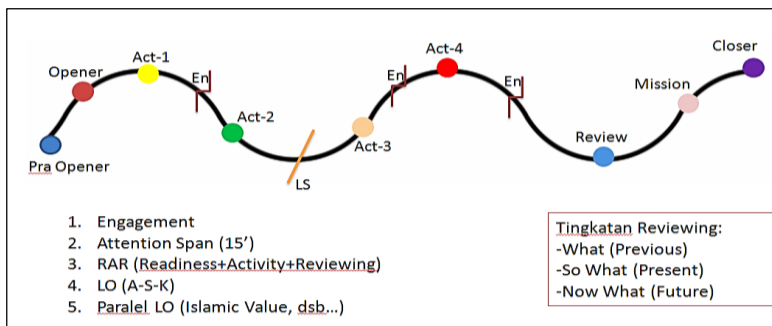 Pra Opener
Opener
Act-1
En
Act-2
LS
Act-3
En
Act-4
En
Review
Mission
Closer
1. Engagement
2. Attention Span (15’)
3. RAR (Readiness+Activity+Reviewing)
4. LO (A-S-K)
5. Paralel LO (Islamic Value, dsb…)
Tingkatan Reviewing:
-What (Previous)
-So What (Present)
-Now What (Future)